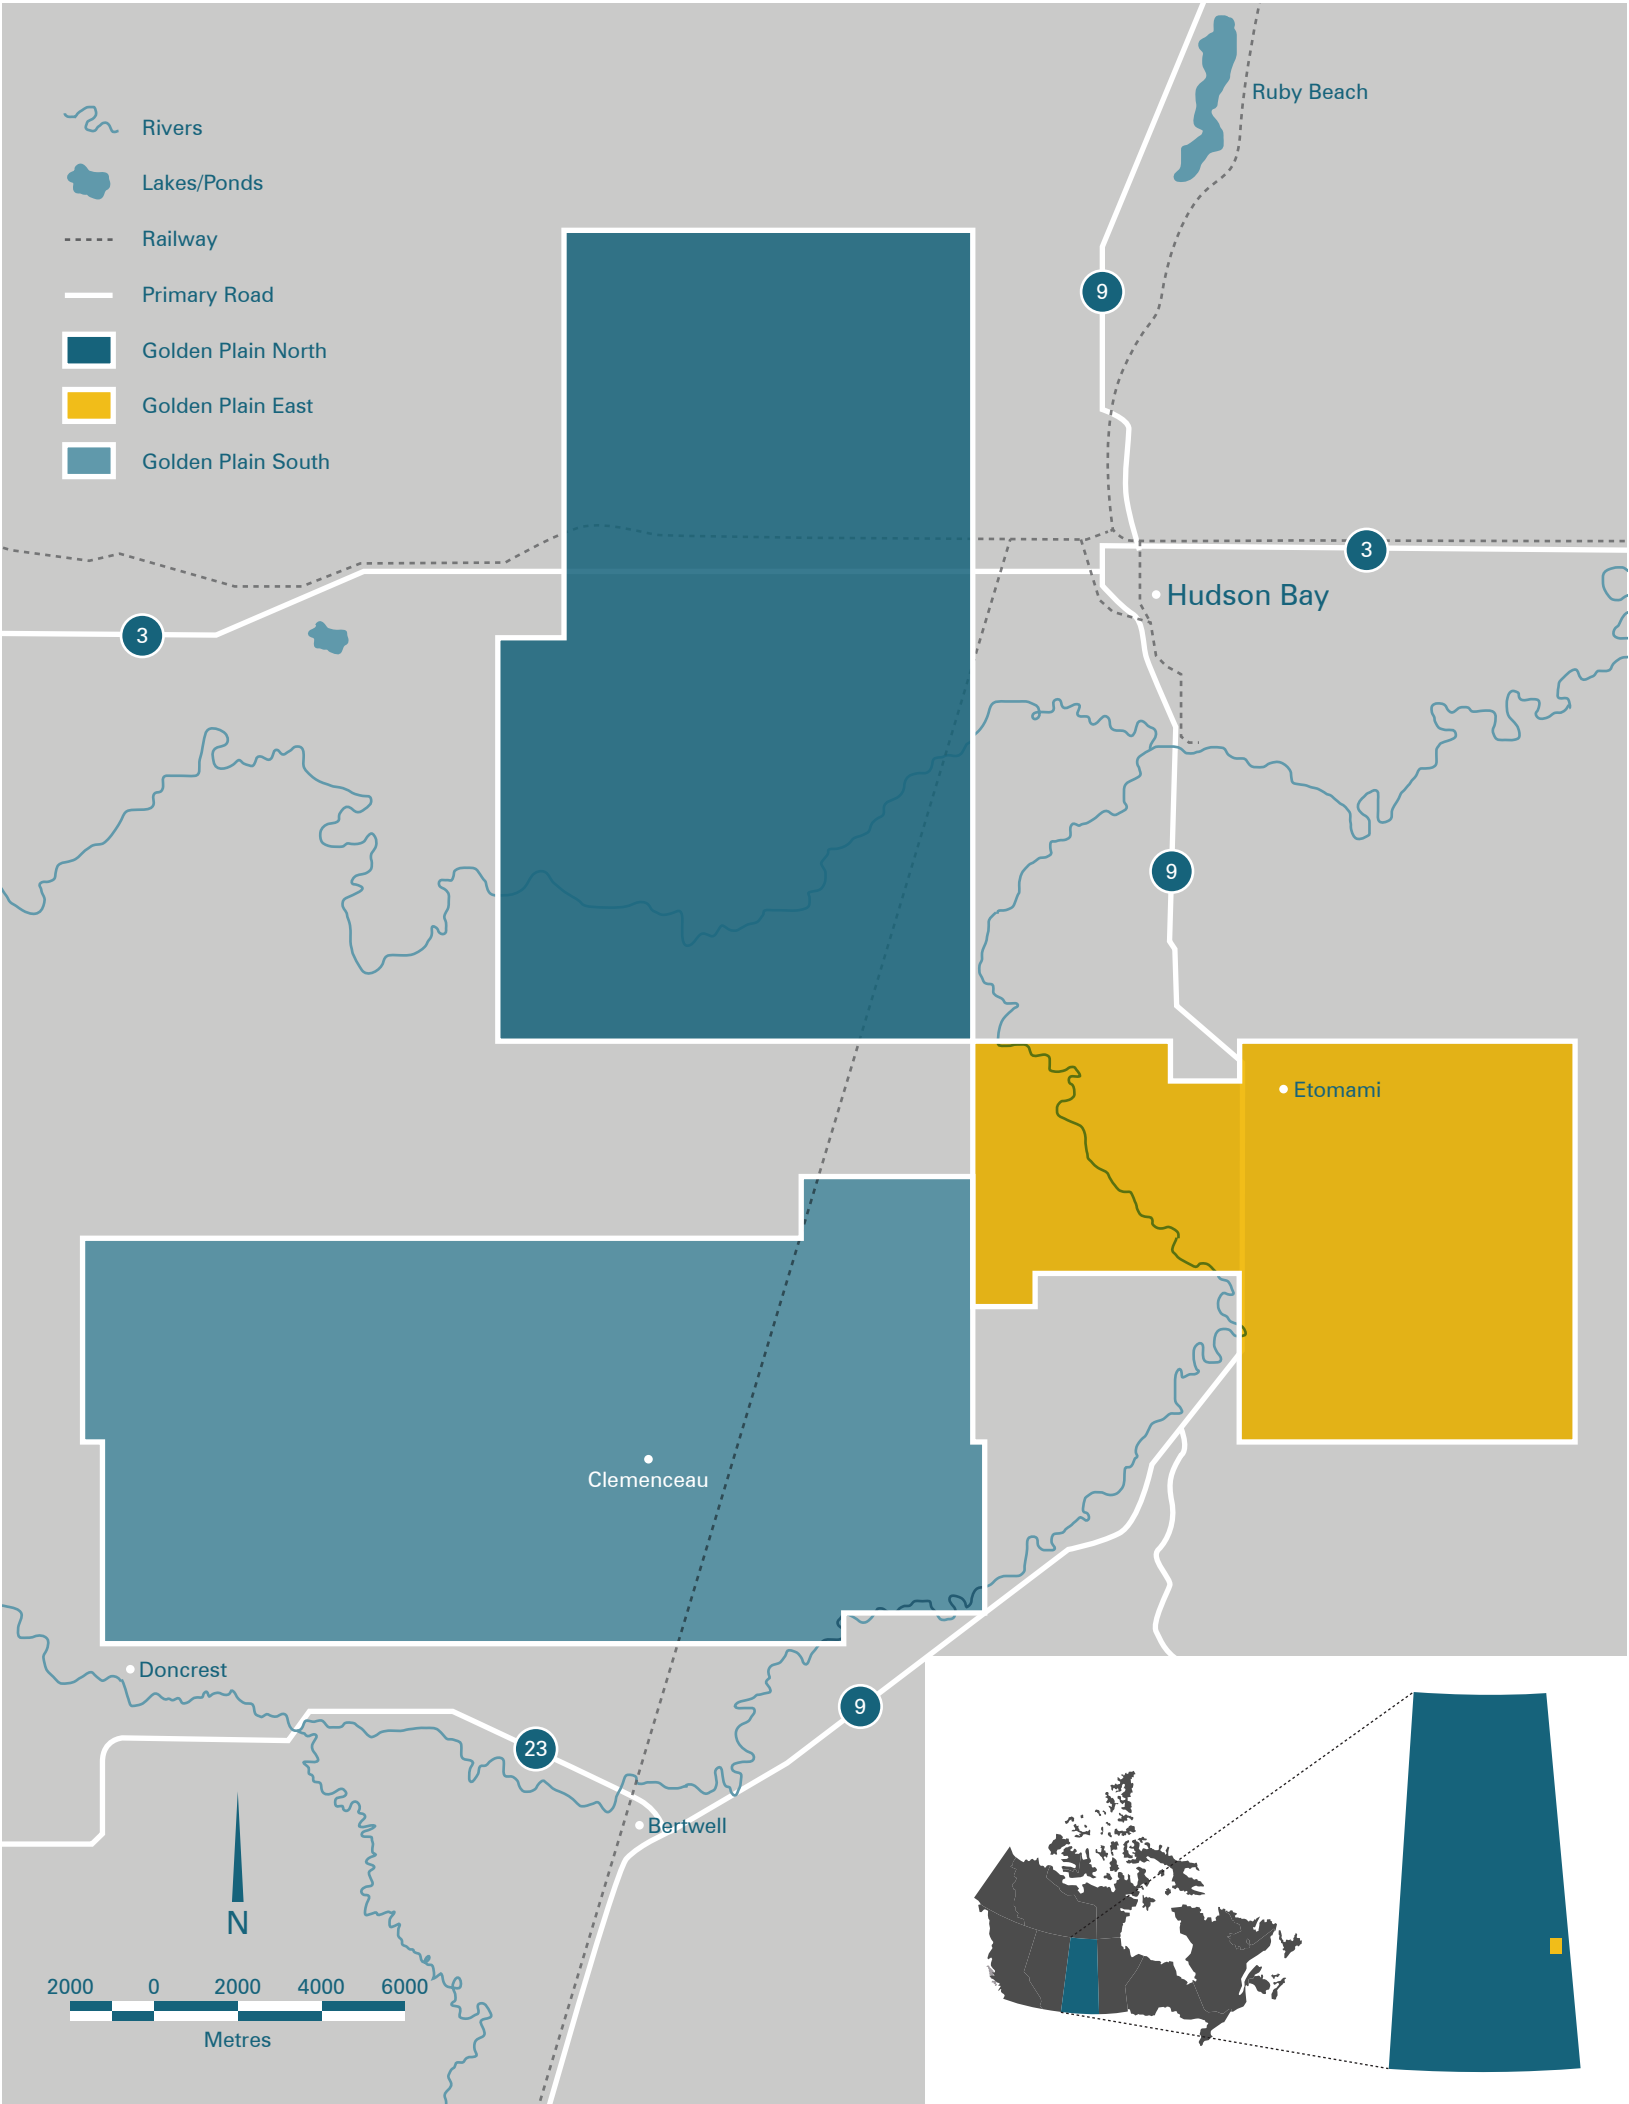 Ruby Beach
Rivers
Lakes/Ponds
Railway
Primary Road
Golden Plain North
Golden Plain East
Golden Plain South
9
3
Hudson Bay
3
9
Etomami
Clemenceau
Doncrest
9
23
Bertwell
N
2000 0 2000 4000 6000
Metres